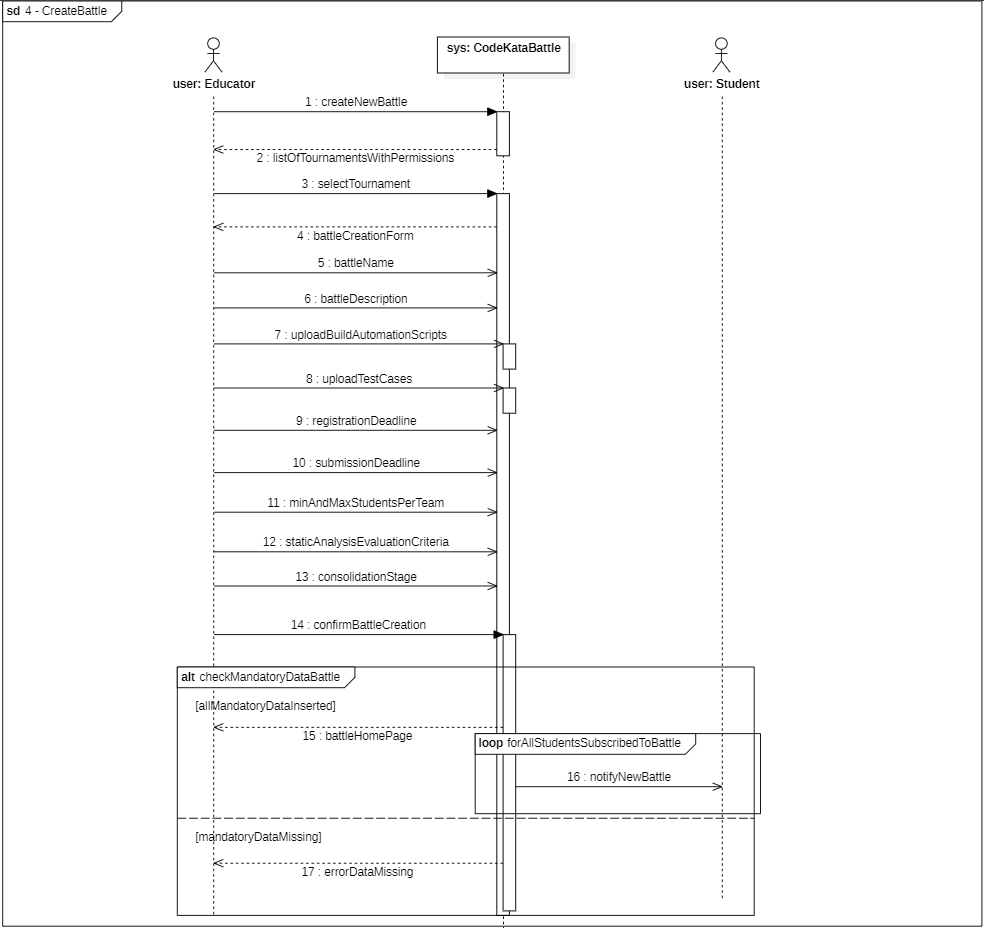 sd 4 - CreateBattle
user: Educator
sys: CodeKataBattle
user: Student
1 : createNewBattle
2 : listOfTournamentsWithPermissions
3 : selectTournament
4 : battleCreationForm
5 : battleName
6 : battleDescription
7 : uploadBuildAutomationScripts
8 : uploadTestCases
9 : registrationDeadline
10 : submissionDeadline
11 : minAndMaxStudentsPerTeam
12 : staticAnalysisEvaluationCriteria
13 : consolidationStage
14 : confirmBattleCreation
alt checkMandatoryDataBattle
[allMandatoryDataInserted]
15 : battleHomePage
loop forAllStudentsSubscribedToBattle
16 : notifyNewBattle
[mandatoryDataMissing]
17 : errorDataMissing